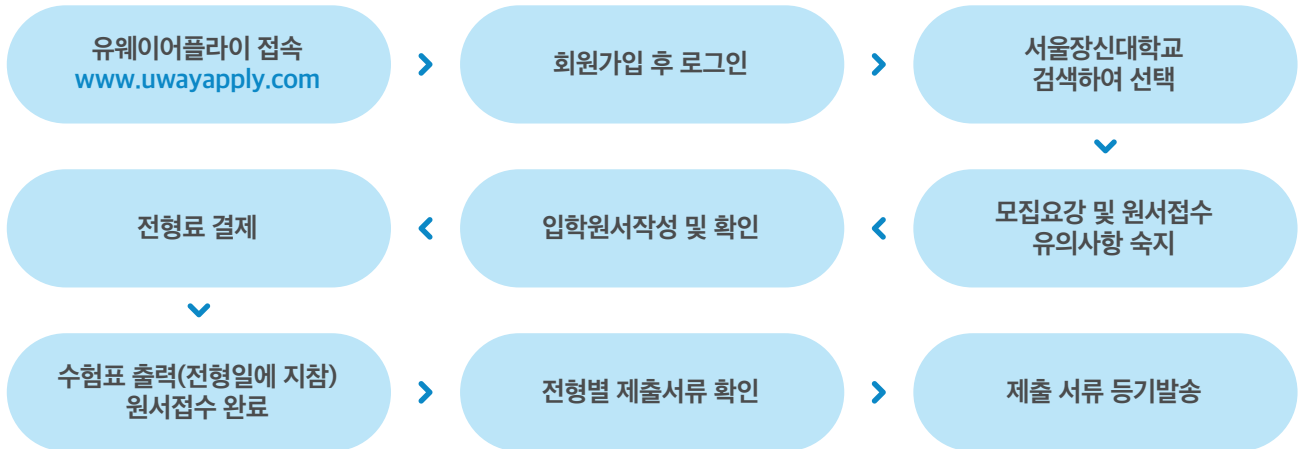 유웨이어플라이 접속
www.uwayapply.com
회원가입 후 로그인
서울장신대학교
검색하여 선택
모집요강 및 원서접수
유의사항 숙지
입학원서작성 및 확인
전형료 결제
수험표 출력(전형일에 지참)
원서접수 완료
전형별 제출서류 확인
제출 서류 등기발송